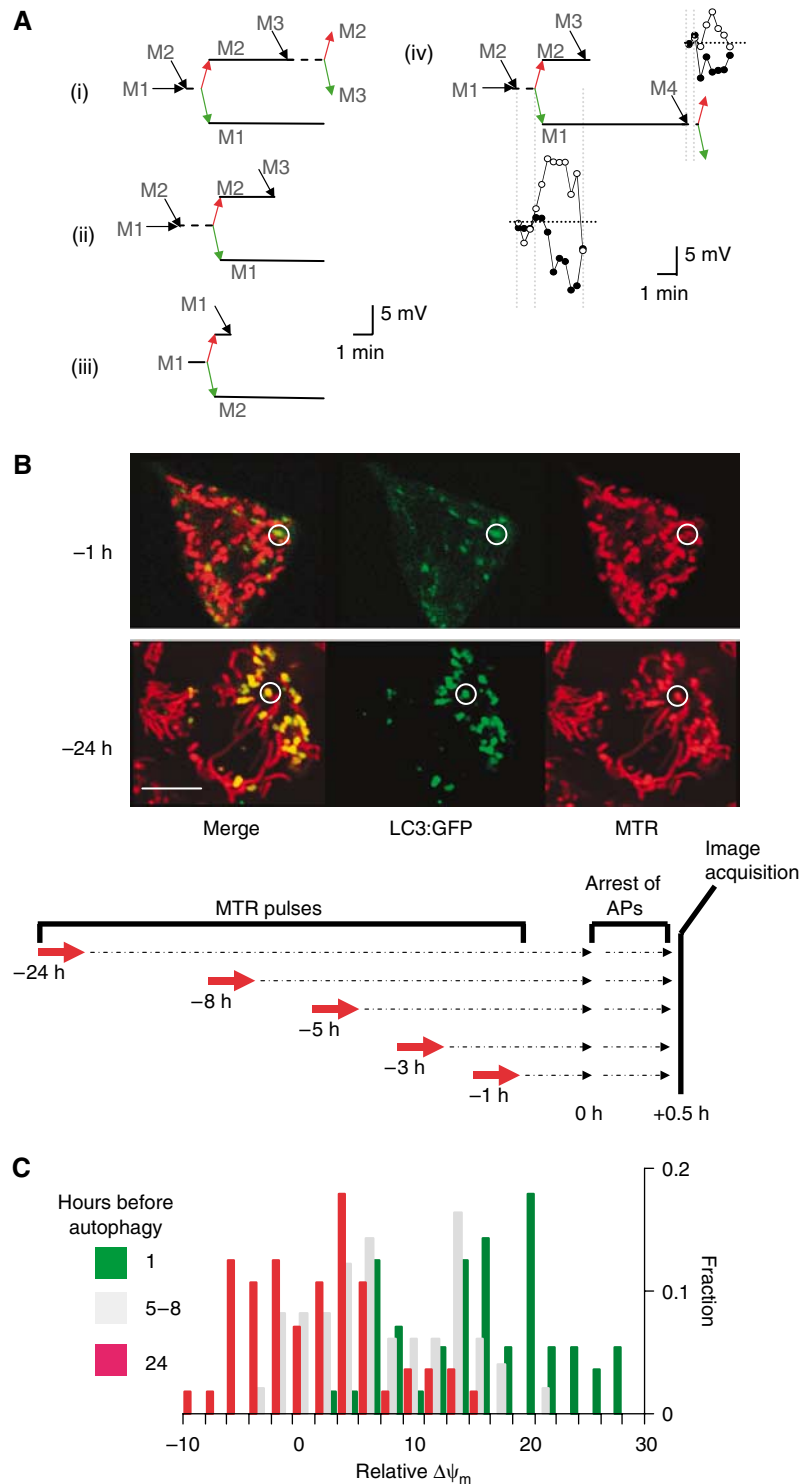 A
(i)
M1
M2
M2
M3
M2
M3
M1
(ii)
M1
M2
M2
M3
M1
(iii)
M1
M1
M2
5 mV
1 min
(iv)
M1
M2
M2
M3
M1
M4
5 mV
1 min
B
–1 h
–24 h
Merge
LC3:GFP
MTR
MTR pulses
Arrest of
APs
Image
acquisition
–24 h
–8 h
–5 h
–3 h
–1 h
0 h
+0.5 h
C
Hours before
autophagy
1
5–8
24
0.2
0.1
0
Fraction
–10
0
10
20
30
Relative Δψm